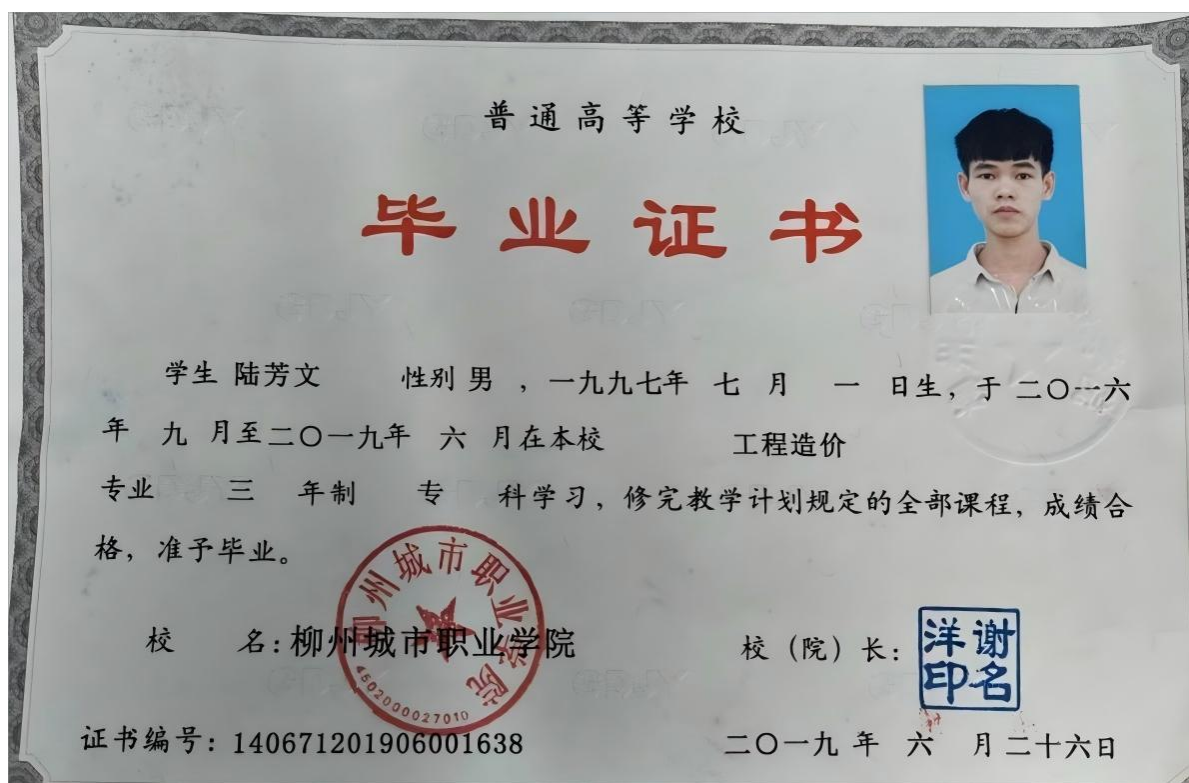 普通高等学校
毕业证书
学生 陆芳文 性别 男 ，一九九七年 七 月 一 日生，于 二〇一六
年 九 月至二〇一九年 六 月在本校 工程造价
专业 三 年制 专 科学习，修完教学计划规定的全部课程，成绩合
格，准予毕业。
柳州城市职业学院
4502000027010
校 名：柳州城市职业学院
校（院）长：
谢名洋印
证书编号：140671201906001638
二〇一九 年 六 月 二十六日